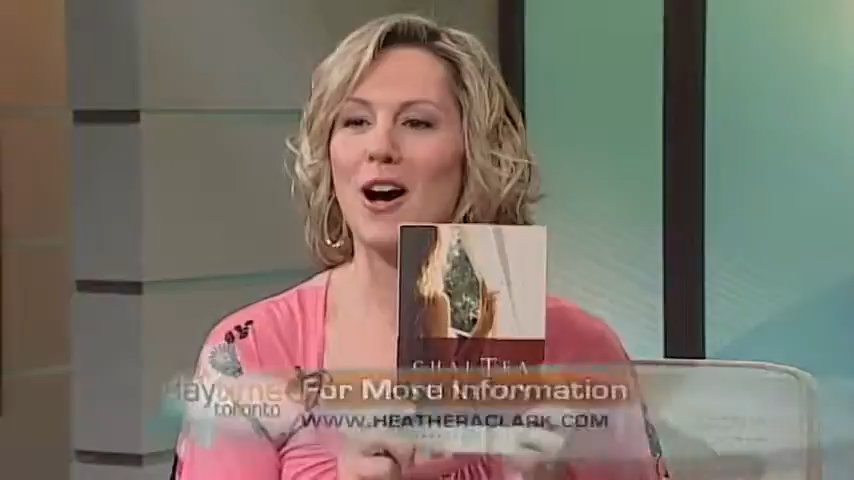 CHAI TEA
daytime
toronto
For More Information
WWW.HEATHERACLARK.COM